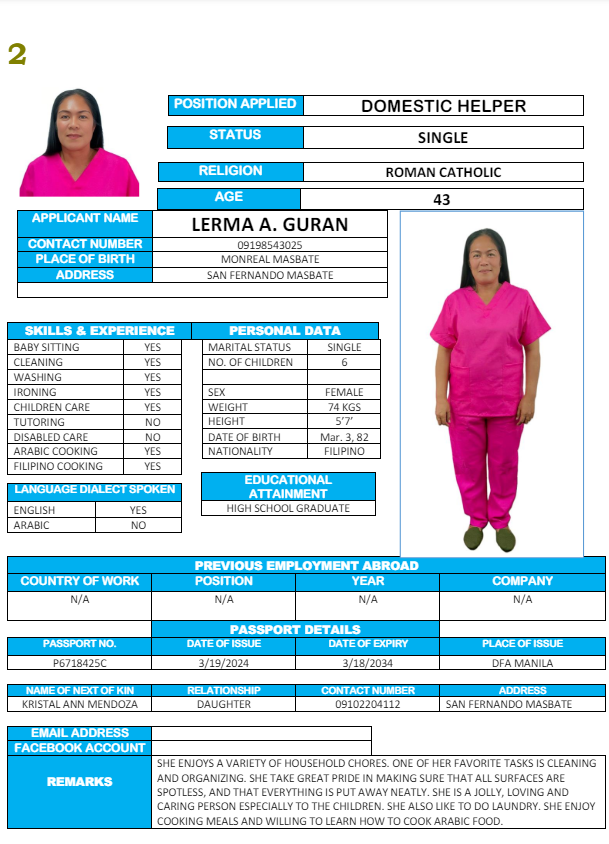 2
POSITION APPLIED DOMESTIC HELPER
STATUS SINGLE
RELIGION ROMAN CATHOLIC
AGE 43
APPLICANT NAME LERMA A. GURAN
CONTACT NUMBER 09198543025
PLACE OF BIRTH MONREAL MASBATE
ADDRESS SAN FERNANDO MASBATE
SKILLS & EXPERIENCE
BABY SITTING YES
CLEANING YES
WASHING YES
IRONING YES
CHILDREN CARE YES
TUTORING NO
DISABLED CARE NO
ARABIC COOKING YES
FILIPINO COOKING YES
LANGUAGE DIALECT SPOKEN
ENGLISH YES
ARABIC NO
PERSONAL DATA
MARITAL STATUS SINGLE
NO. OF CHILDREN 6
SEX FEMALE
WEIGHT 74 KGS
HEIGHT 5'7'
DATE OF BIRTH Mar. 3, 82
NATIONALITY FILIPINO
EDUCATIONAL
ATTAINMENT
HIGH SCHOOL GRADUATE
PREVIOUS EMPLOYMENT ABROAD
COUNTRY OF WORK POSITION YEAR COMPANY
N/A N/A N/A N/A
PASSPORT DETAILS
PASSPORT NO. DATE OF ISSUE DATE OF EXPIRY PLACE OF ISSUE
P6718425C 3/19/2024 3/18/2034 DFA MANILA
NAME OF NEXT OF KIN RELATIONSHIP CONTACT NUMBER ADDRESS
KRISTAL ANN MENDOZA DAUGHTER 09102204112 SAN FERNANDO MASBATE
EMAIL ADDRESS
FACEBOOK ACCOUNT
REMARKS
SHE ENJOYS A VARIETY OF HOUSEHOLD CHORES. ONE OF HER FAVORITE TASKS IS CLEANING
AND ORGANIZING. SHE TAKE GREAT PRIDE IN MAKING SURE THAT ALL SURFACES ARE
SPOTLESS, AND THAT EVERYTHING IS PUT AWAY NEATLY. SHE IS A JOLLY, LOVING AND
CARING PERSON ESPECIALLY TO THE CHILDREN. SHE ALSO LIKE TO DO LAUNDRY. SHE ENJOY
COOKING MEALS AND WILLING TO LEARN HOW TO COOK ARABIC FOOD.